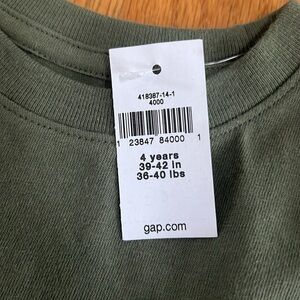 418387-14-1
4000
1 23847 84000 1
4 years
39-42 in
36-40 lbs
gap.com